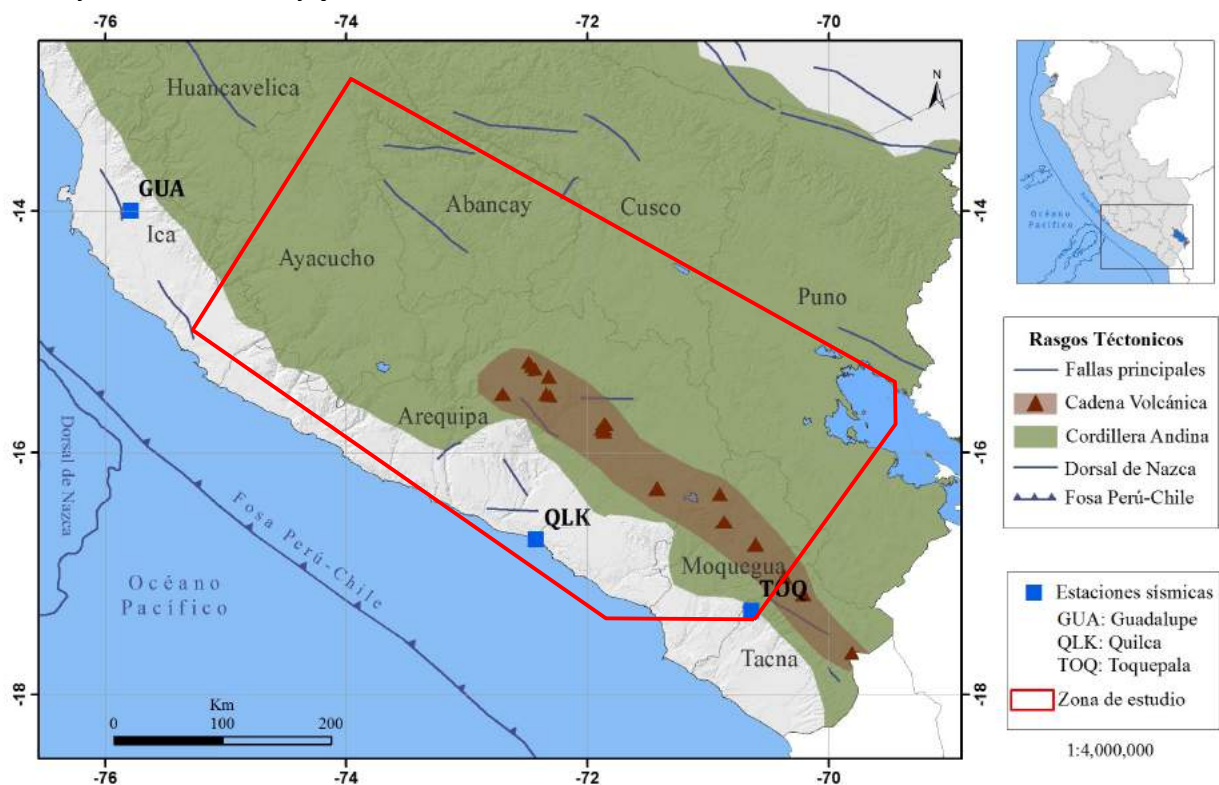 -76
-74
-72
-70
Huancavelica
N
GUA
-14
-14
Ica
Abancay
Cusco
Ayacucho
Puno
Arequipa
-16
-16
Dorsal de Nazca
Fosa Perú-Chile
QLK
Océano
Pacífico
Moquegua
TOQ
Tacna
-18
-18
Km
0
100
200
-76
-74
-72
-70
Océano
Pacífico
Rasgos Téctonicos
Fallas principales
Cadena Volcánica
Cordillera Andina
Dorsal de Nazca
Fosa Perú-Chile
Estaciones sísmicas
GUA: Guadalupe
QLK: Quilca
TOQ: Toquepala
Zona de estudio
1:4,000,000